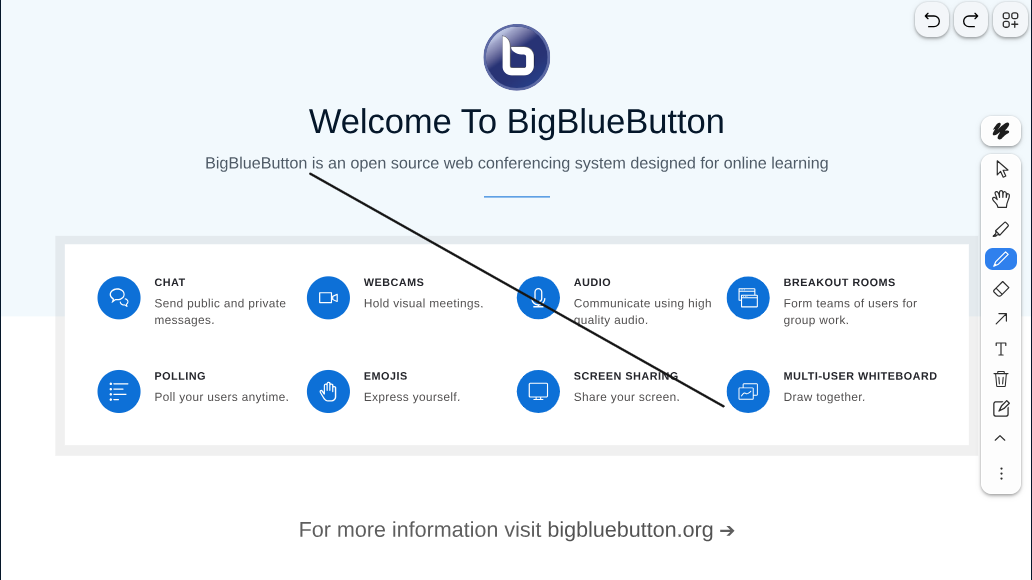 Welcome To BigBlueButton
BigBlueButton is an open source web conferencing system designed for online learning
CHAT
Send public and private
messages.
WEBCAMS
Hold visual meetings.
AUDIO
Communicate using high
quality audio.
BREAKOUT ROOMS
Form teams of users for
group work.
POLLING
Poll your users anytime.
EMOJIS
Express yourself.
SCREEN SHARING
Share your screen.
MULTI-USER WHITEBOARD
Draw together.
For more information visit bigbluebutton.org ➔